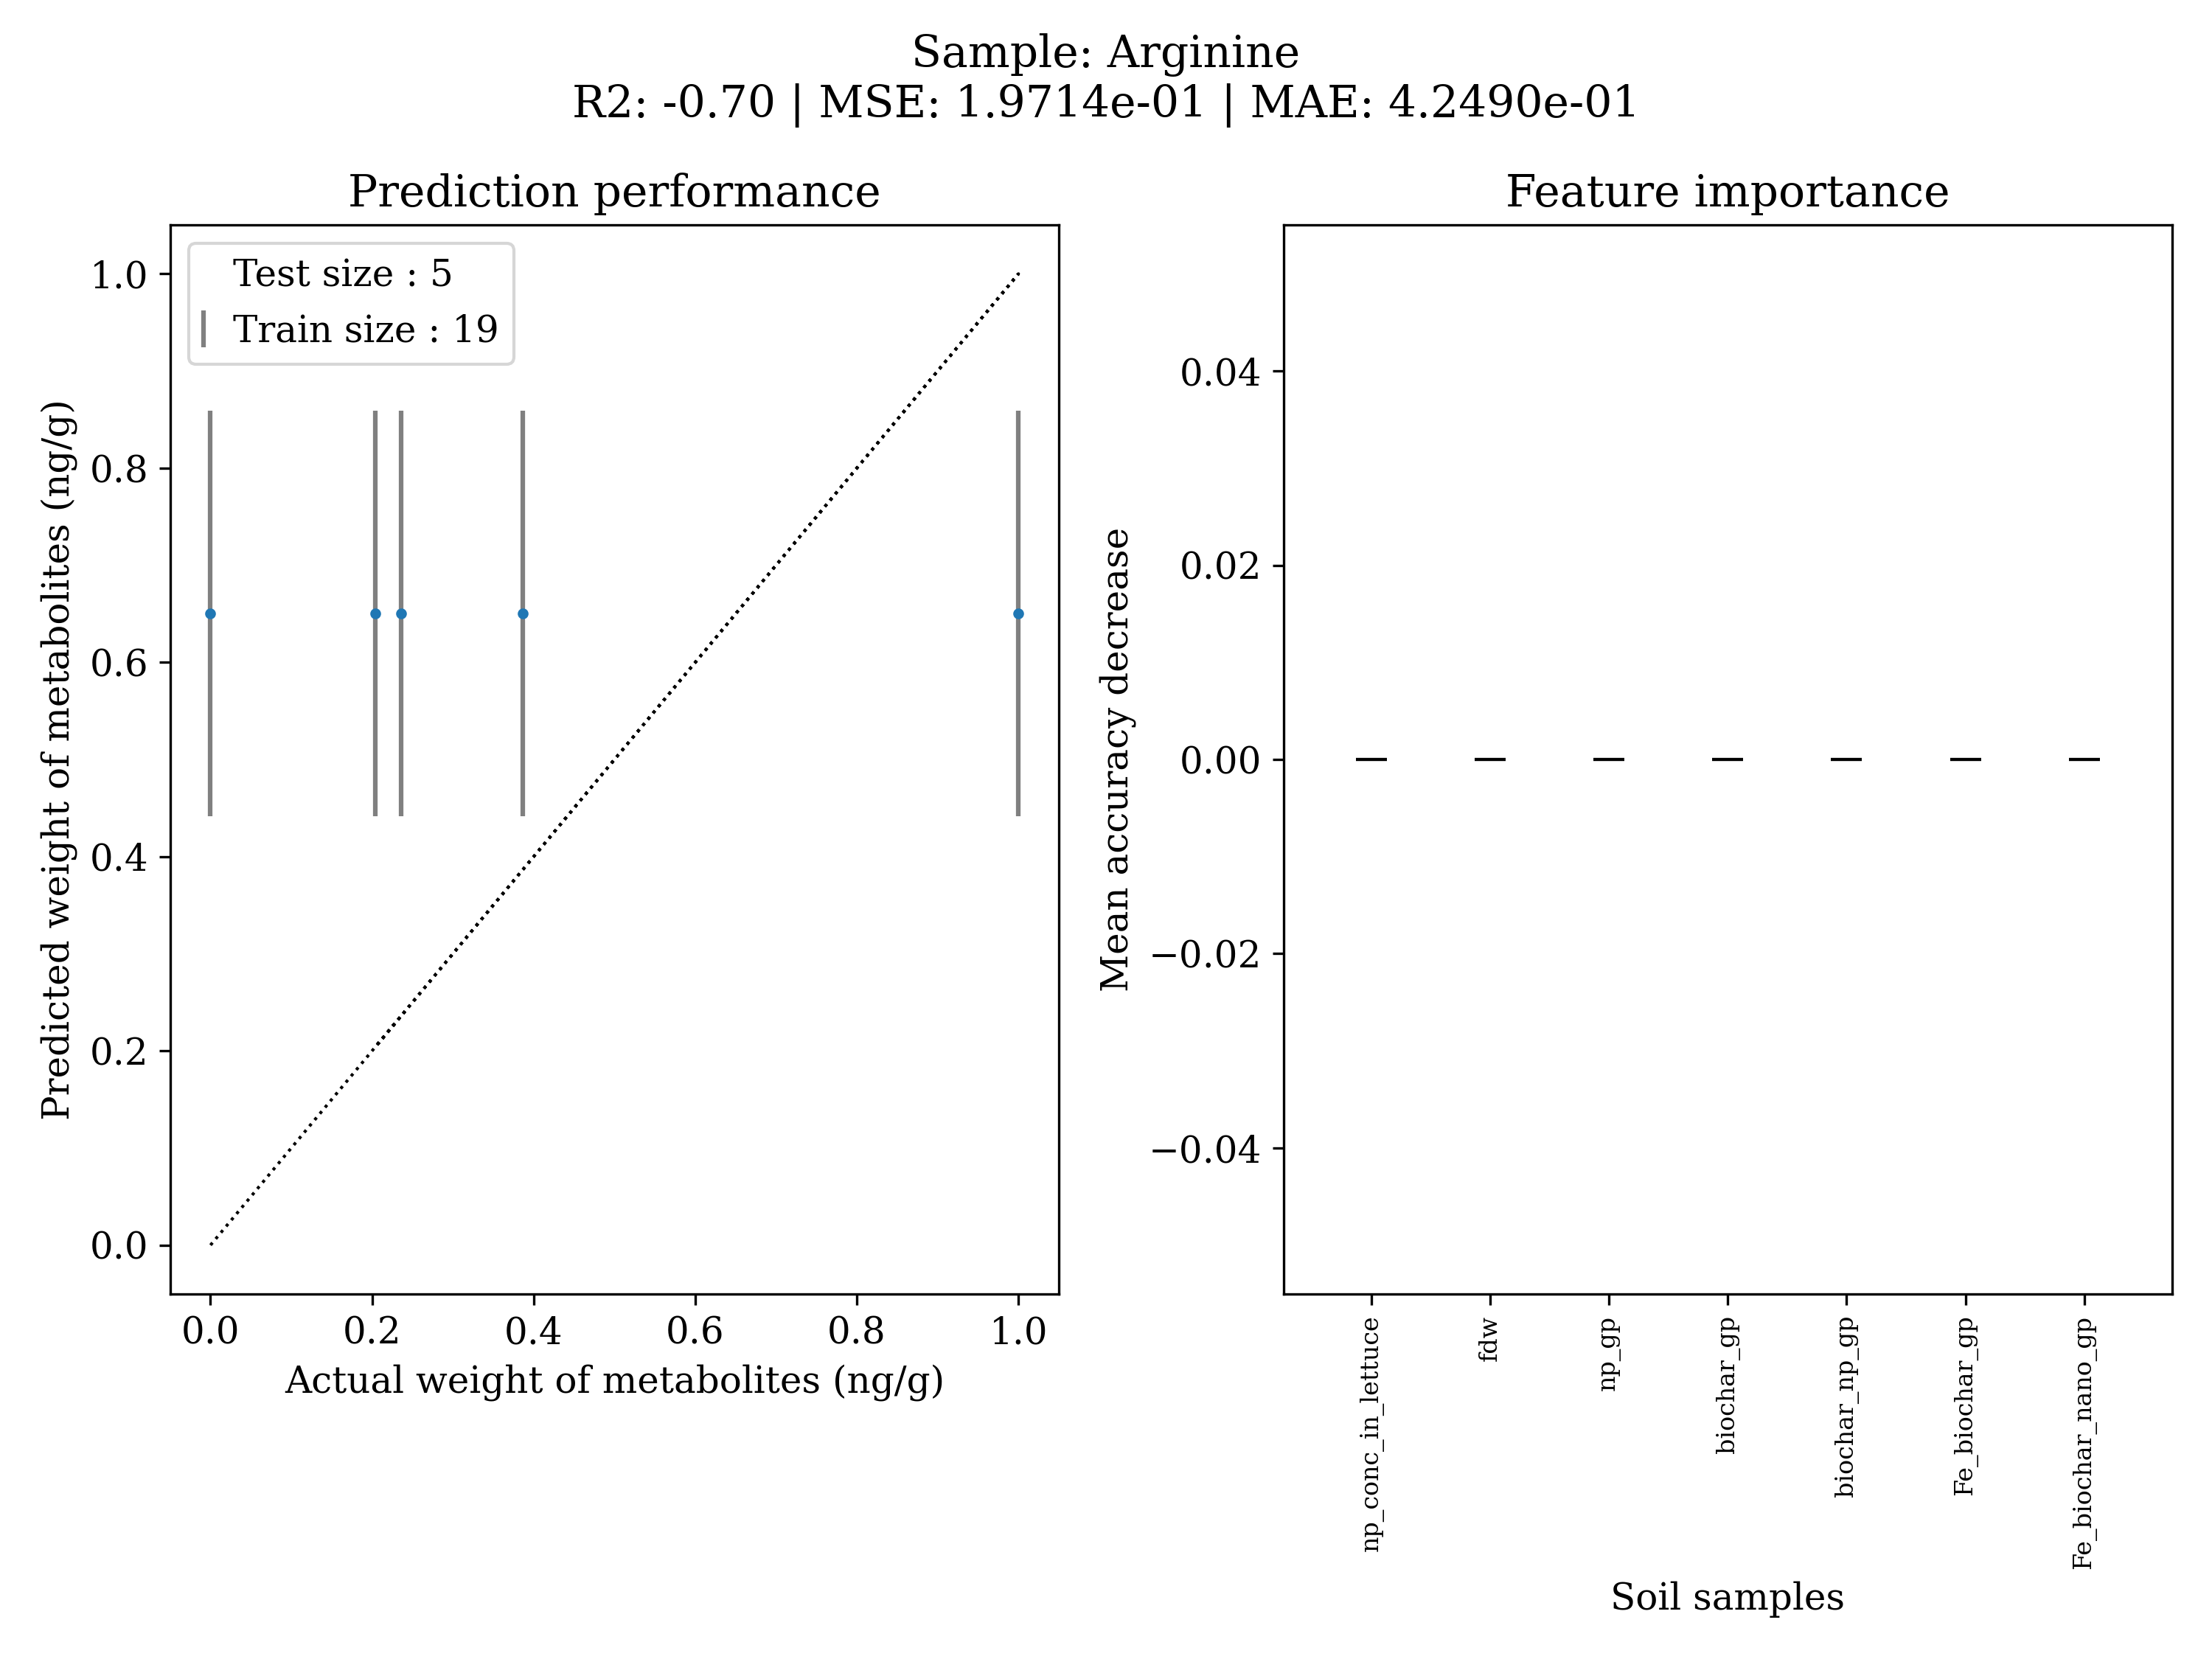 Sample: Arginine
R2: -0.70 | MSE: 1.9714e-01 | MAE: 4.2490e-01
Prediction performance
Test size : 5
Train size : 19
1.0
0.8
0.6
0.4
0.2
0.0
Predicted weight of metabolites (ng/g)
0.0 0.2 0.4 0.6 0.8 1.0
Actual weight of metabolites (ng/g)
Feature importance
0.04
0.02
0.00
−0.02
−0.04
Mean accuracy decrease
np_conc_in_lettuce
fdw
np_gp
biochar_gp
biochar_np_gp
Fe_biochar_gp
Fe_biochar_nano_gp
Soil samples